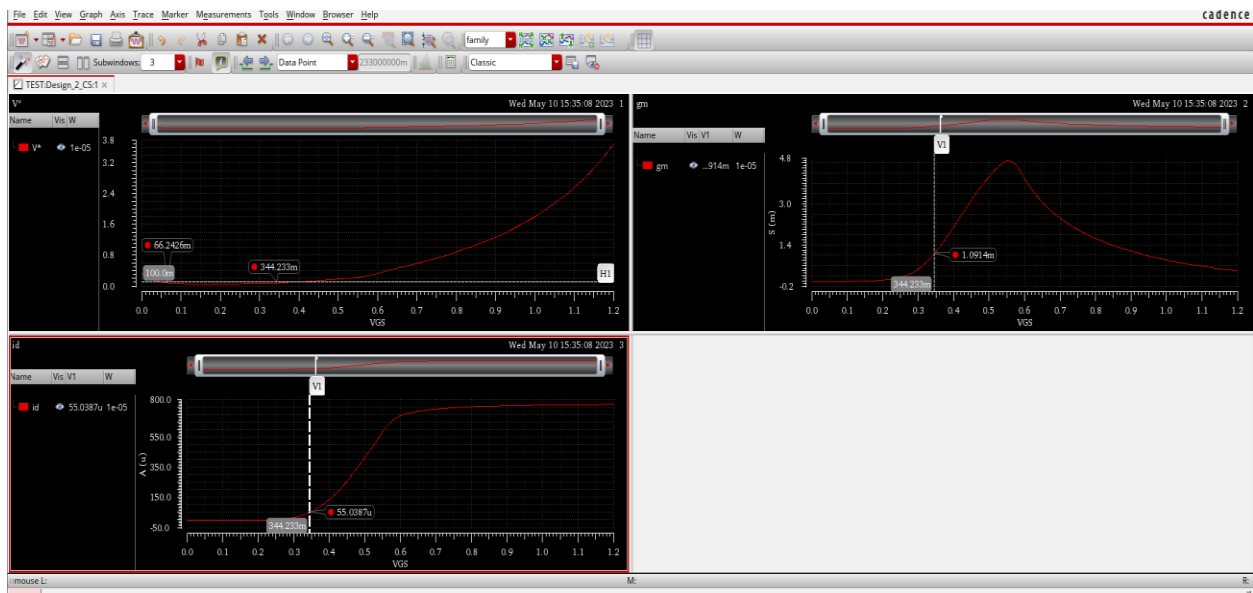 File Edit View Graph Axis Trace Marker Measurements Tools Window Browser Help
cadence
family
Subwindows: 3
Data Point
233000000m
Classic
TEST:Design_2_CS:1
V*
Wed May 10 15:35:08 2023 1
Name Vis W
V* 1e-05
3.8
3.2
2.4
1.6
0.8
0.0
66.2426m
100.0m
344.233m
H1
0.0 0.1 0.2 0.3 0.4 0.5 0.6 0.7 0.8 0.9 1.0 1.1 1.2
VGS
gm
Wed May 10 15:35:08 2023 2
Name Vis V1 W
gm ...914m 1e-05
V1
4.8
3.0
1.4
-0.2
S (m)
1.0914m
344.233m
0.0 0.1 0.2 0.3 0.4 0.5 0.6 0.7 0.8 0.9 1.0 1.1 1.2
VGS
id
Wed May 10 15:35:08 2023 3
Name Vis V1 W
id 55.0387u 1e-05
V1
800.0
550.0
350.0
150.0
-50.0
A (u)
55.0387u
344.233m
0.0 0.1 0.2 0.3 0.4 0.5 0.6 0.7 0.8 0.9 1.0 1.1 1.2
VGS
mouse L:
M:
R: